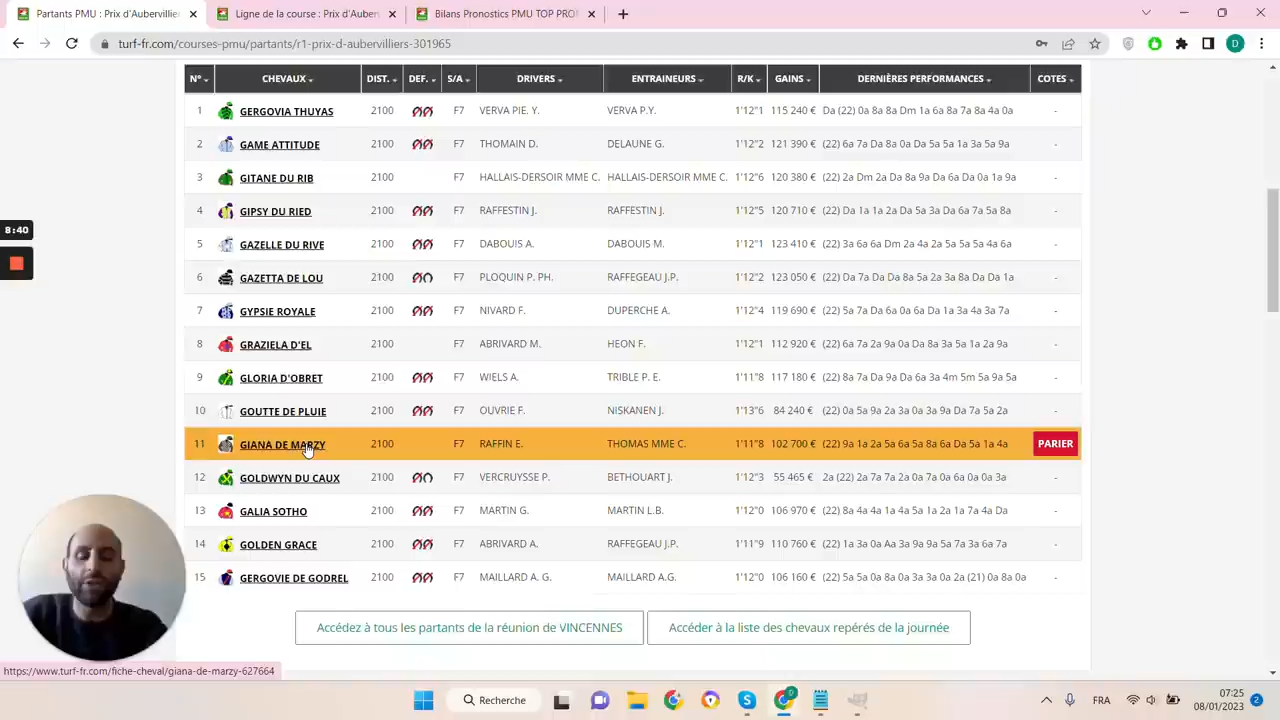 Partants PMU : Prix d'Aubervillier
Ligne de la course : Prix d'Auber
Bilans Pronostics PMU TOP PRO
turf-fr.com/courses-pmu/partants/r1-prix-d-aubervilliers-301965
D
N° CHEVAUX DIST. DEF. S/A DRIVERS ENTRAINEURS R/K GAINS DERNIÈRES PERFORMANCES COTES
1 GERGOVIA THUYAS 2100 F7 VERVA PIE. Y. VERVA P.Y. 1'12"1 115 240 € Da (22) 0a 8a 8a Dm 1a 6a 8a 7a 8a 4a 0a -
2 GAME ATTITUDE 2100 F7 THOMAIN D. DELAUNE G. 1'12"2 121 390 € (22) 6a 7a Da 8a 0a Da 5a 5a 1a 3a 5a 9a -
3 GITANE DU RIB 2100 F7 HALLAIS-DERSOIR MME C. HALLAIS-DERSOIR MME C. 1'12"6 120 380 € (22) 2a Dm 2a Da 8a 9a Da 6a Da 0a 1a 9a -
4 GIPSY DU RIED 2100 F7 RAFFESTIN J. RAFFESTIN J. 1'12"5 120 710 € (22) Da 1a 1a 2a Da 5a 3a Da 6a 7a 5a 8a -
8:40
5 GAZELLE DU RIVE 2100 F7 DABOUIS A. DABOUIS M. 1'12"1 123 410 € (22) 3a 6a 6a Dm 2a 4a 2a 5a 5a 5a 4a 6a -
6 GAZETTA DE LOU 2100 F7 PLOQUIN P. PH. RAFFEGEAU J.P. 1'12"2 123 050 € (22) Da 7a Da Da 8a 5a 2a 3a 8a Da Da 1a -
7 GYPSIE ROYALE 2100 F7 NIVARD F. DUPERCHE A. 1'12"4 119 690 € (22) 5a 7a Da 6a 0a 6a Da 1a 3a 4a 3a 7a -
8 GRAZIELA D'EL 2100 F7 ABRIVARD M. HEON F. 1'12"1 112 920 € (22) 6a 7a 2a 9a 0a Da 8a 3a 5a 1a 2a 9a -
9 GLORIA D'OBRET 2100 F7 WIELS A. TRIBLE P. E. 1'11"8 117 180 € (22) 8a 7a Da 9a Da 6a 3a 4m 5m 5a 9a 5a -
10 GOUTTE DE PLUIE 2100 F7 OUVRIE F. NISKANEN J. 1'13"6 84 240 € (22) 0a 5a 9a 2a 3a 0a 3a 9a Da 7a 5a 2a -
11 GIANA DE MARZY 2100 F7 RAFFIN E. THOMAS MME C. 1'11"8 102 700 € (22) 9a 1a 2a 5a 6a 5a 8a 6a Da 5a 1a 4a PARIER
12 GOLDWYN DU CAUX 2100 F7 VERCRUYSSE P. BETHOUART J. 1'12"3 55 465 € 2a (22) 2a 7a 7a 2a 0a 7a 0a 6a 0a 0a 3a -
13 GALIA SOTHO 2100 F7 MARTIN G. MARTIN L.B. 1'12"0 106 970 € (22) 8a 4a 4a 1a 4a 5a 1a 2a 1a 7a 4a Da -
14 GOLDEN GRACE 2100 F7 ABRIVARD A. RAFFEGEAU J.P. 1'11"9 110 760 € (22) 1a 3a 0a Aa 3a 9a 9a 5a 7a 3a 6a 7a -
15 GERGOVIE DE GODREL 2100 F7 MAILLARD A. G. MAILLARD A.G. 1'12"0 106 160 € (22) 5a 5a 0a 8a 0a 3a 3a 0a 2a (21) 0a 8a 0a -
Accédez à tous les partants de la réunion de VINCENNES
Accéder à la liste des chevaux repérés de la journée
https://www.turf-fr.com/fiche-cheval/giana-de-marzy-627664
Recherche
FRA
07:25
08/01/2023
2